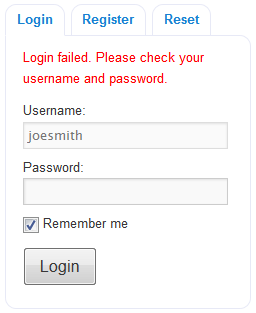 Login Register Reset
Login failed. Please check your
username and password.
Username:
joesmith
Password:
Remember me
Login